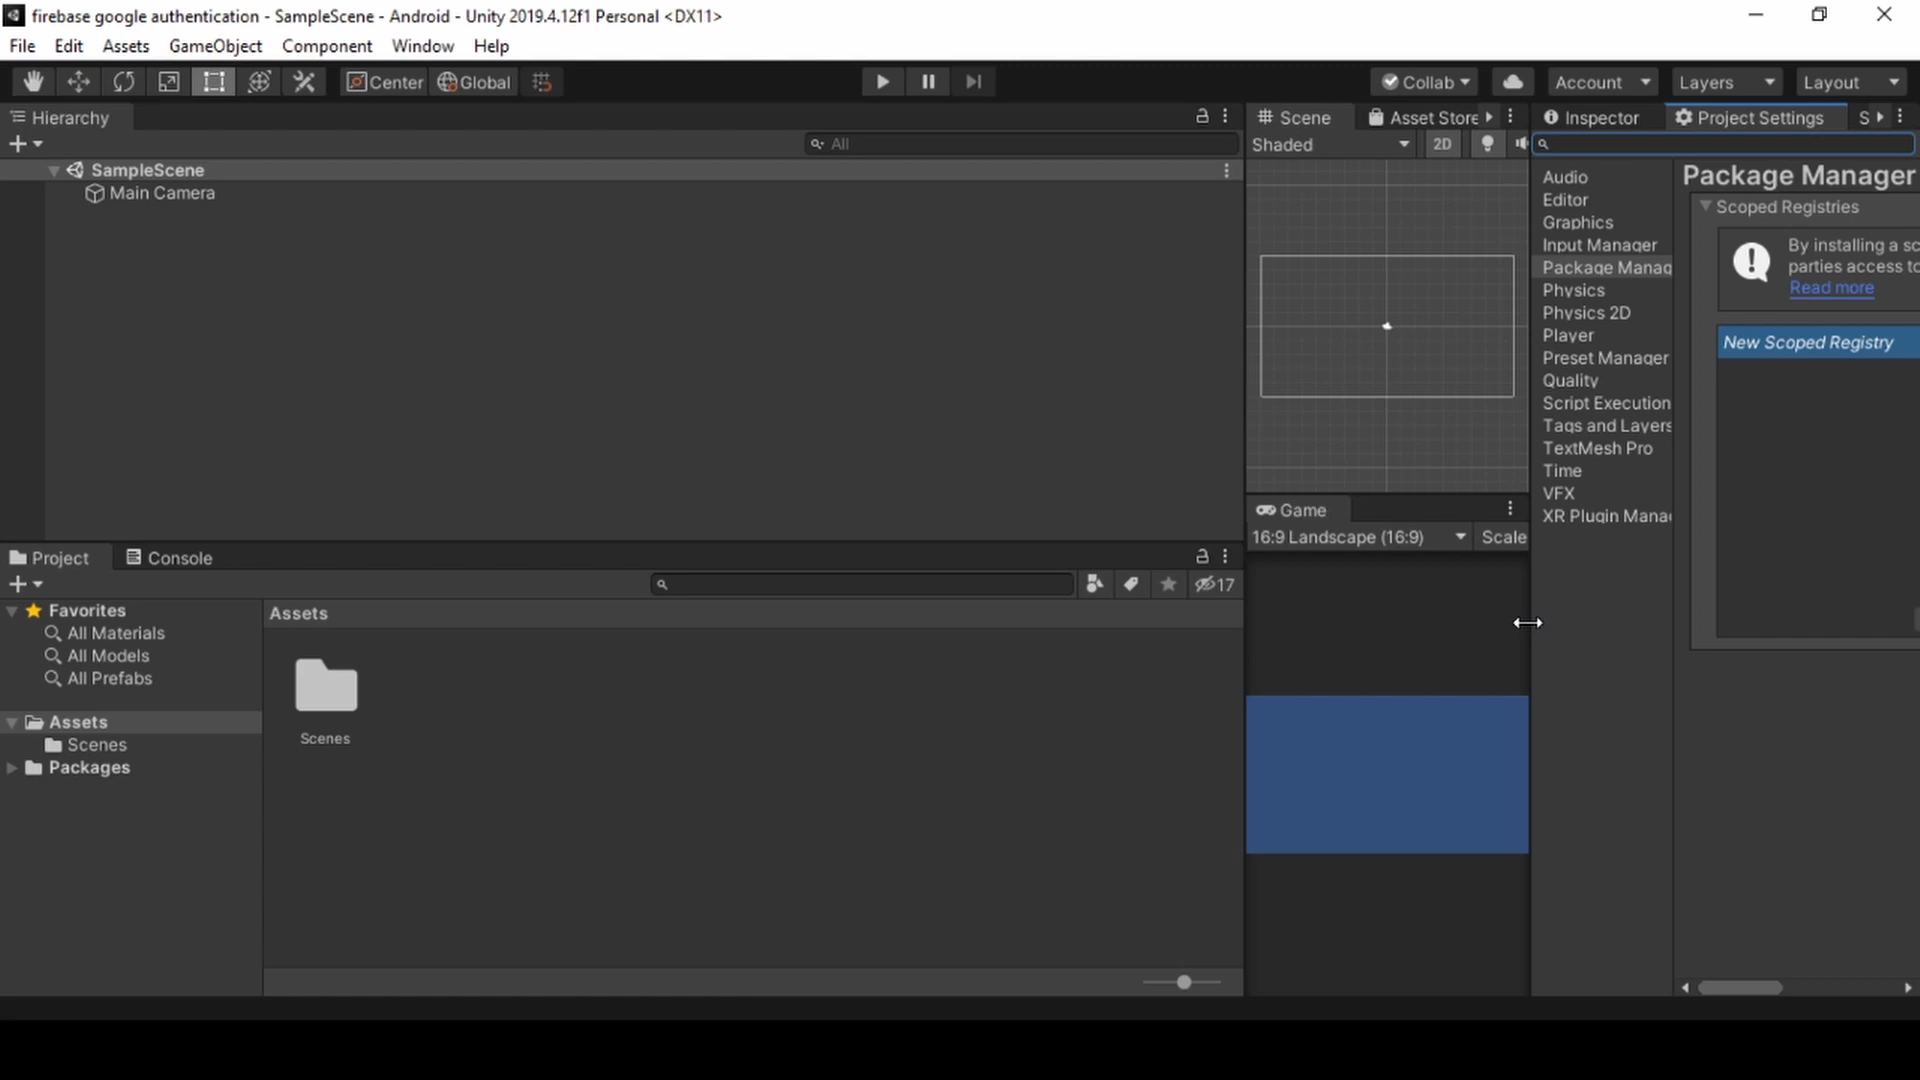 firebase google authentication - SampleScene - Android - Unity 2019.4.12f1 Personal <DX11>
File Edit Assets GameObject Component Window Help
Center Global Collab Account Layers Layout
Hierarchy
All
SampleScene
Main Camera
Scene Asset Store
Shaded 2D
Game
16:9 Landscape (16:9) Scale
Inspector Project Settings S
Audio
Editor
Graphics
Input Manager
Package Manag
Physics
Physics 2D
Player
Preset Manager
Quality
Script Execution
Tags and Layers
TextMesh Pro
Time
VFX
XR Plugin Mana
Package Manager
Scoped Registries
By installing a sc
parties access to
Read more
New Scoped Registry
Project Console
17
Favorites
All Materials
All Models
All Prefabs
Assets
Scenes
Packages
Assets
Scenes